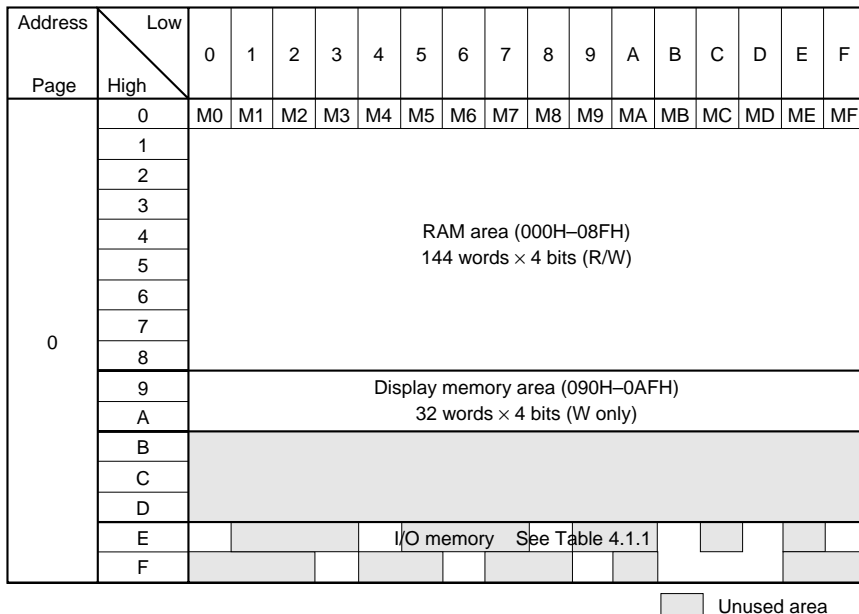 Address Low
0 1 2 3 4 5 6 7 8 9 A B C D E F
Page High
0 M0 M1 M2 M3 M4 M5 M6 M7 M8 M9 MA MB MC MD ME MF
1
2
3
4 RAM area (000H–08FH)
5 144 words × 4 bits (R/W)
6
7
0
8
9 Display memory area (090H–0AFH)
A 32 words × 4 bits (W only)
B
C
D
E I/O memory See Table 4.1.1
F
Unused area